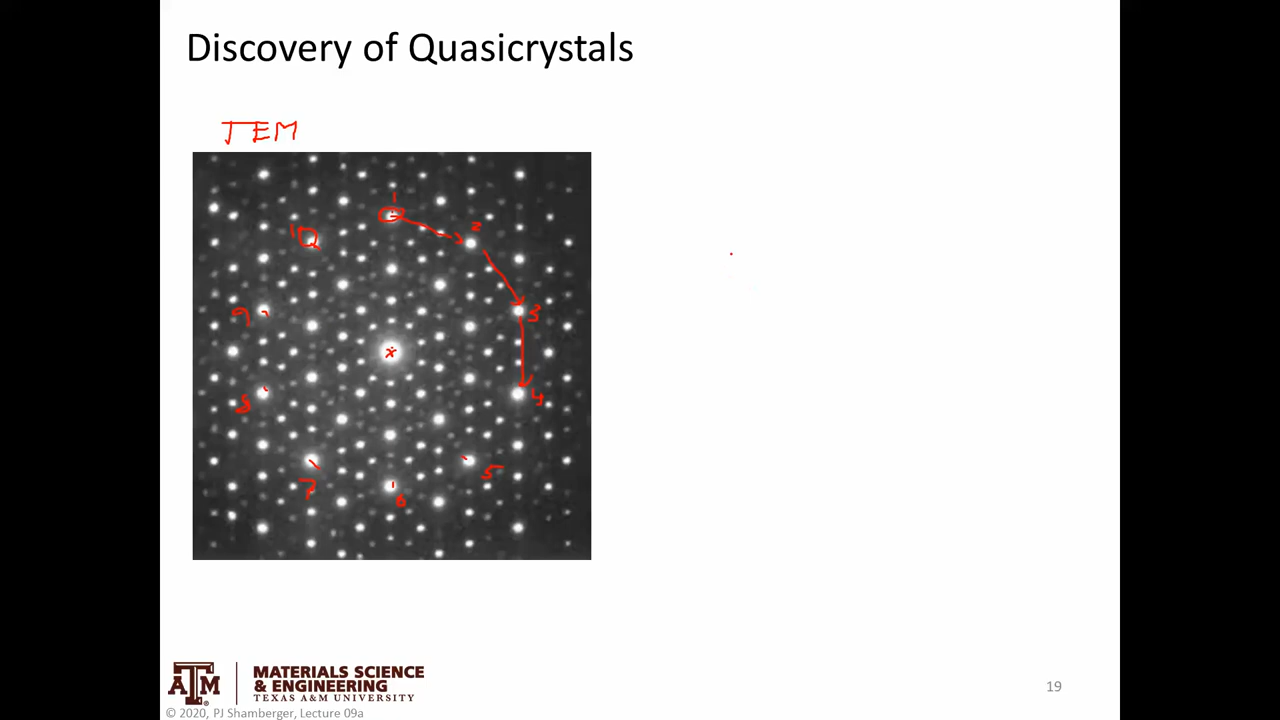 Discovery of Quasicrystals
TEM
1
2
10
9
3
8
4
7
5
6
ATM
MATERIALS SCIENCE
& ENGINEERING
TEXAS A&M UNIVERSITY
19
© 2020, PJ Shamberger, Lecture 09a